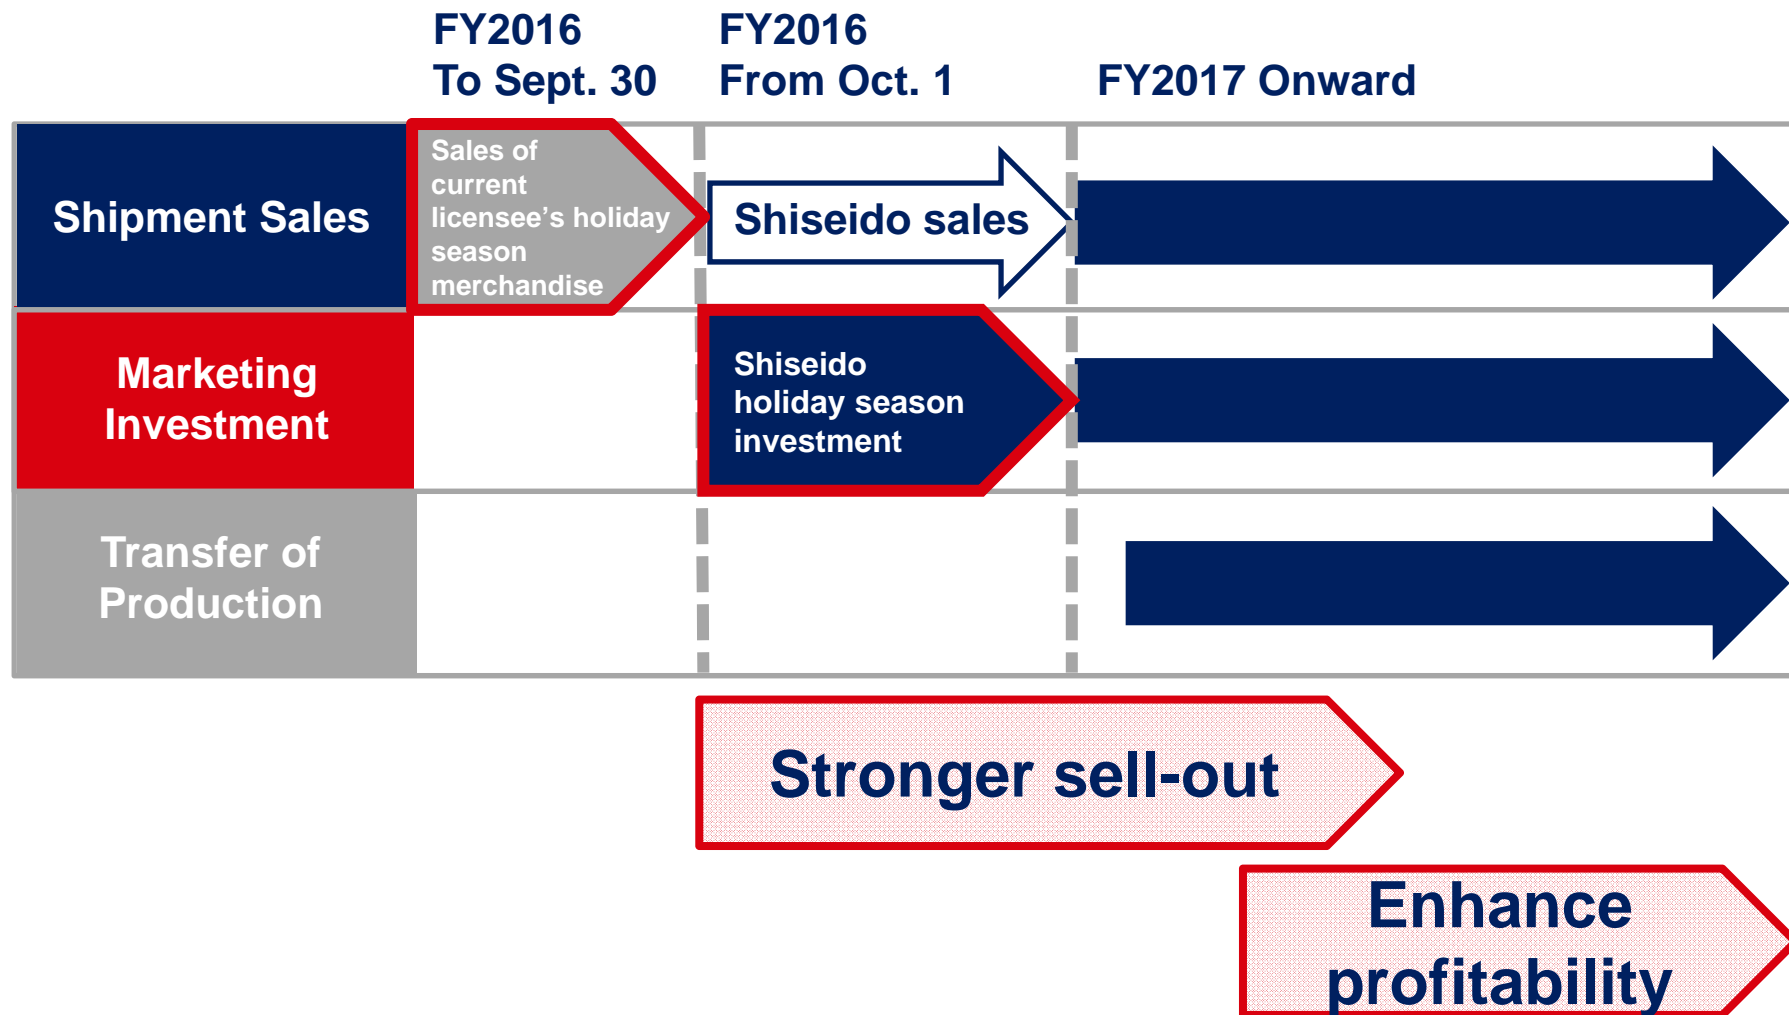 FY2016
To Sept. 30
FY2016
From Oct. 1
FY2017 Onward
Shipment Sales
Sales of
current
licensee’s holiday
season
merchandise
Shiseido sales
Marketing
Investment
Shiseido
holiday season
investment
Transfer of
Production
Stronger sell-out
Enhance
profitability